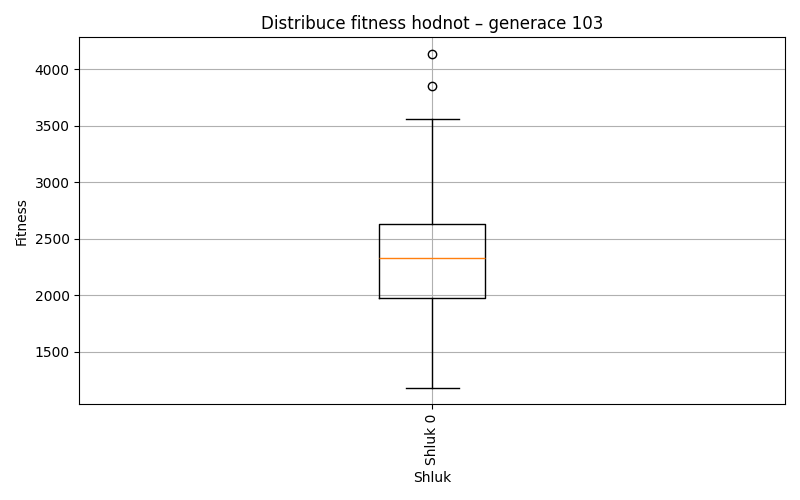 Distribuce fitness hodnot – generace 103
4000
3500
3000
2500
2000
1500
Fitness
Shluk 0
Shluk